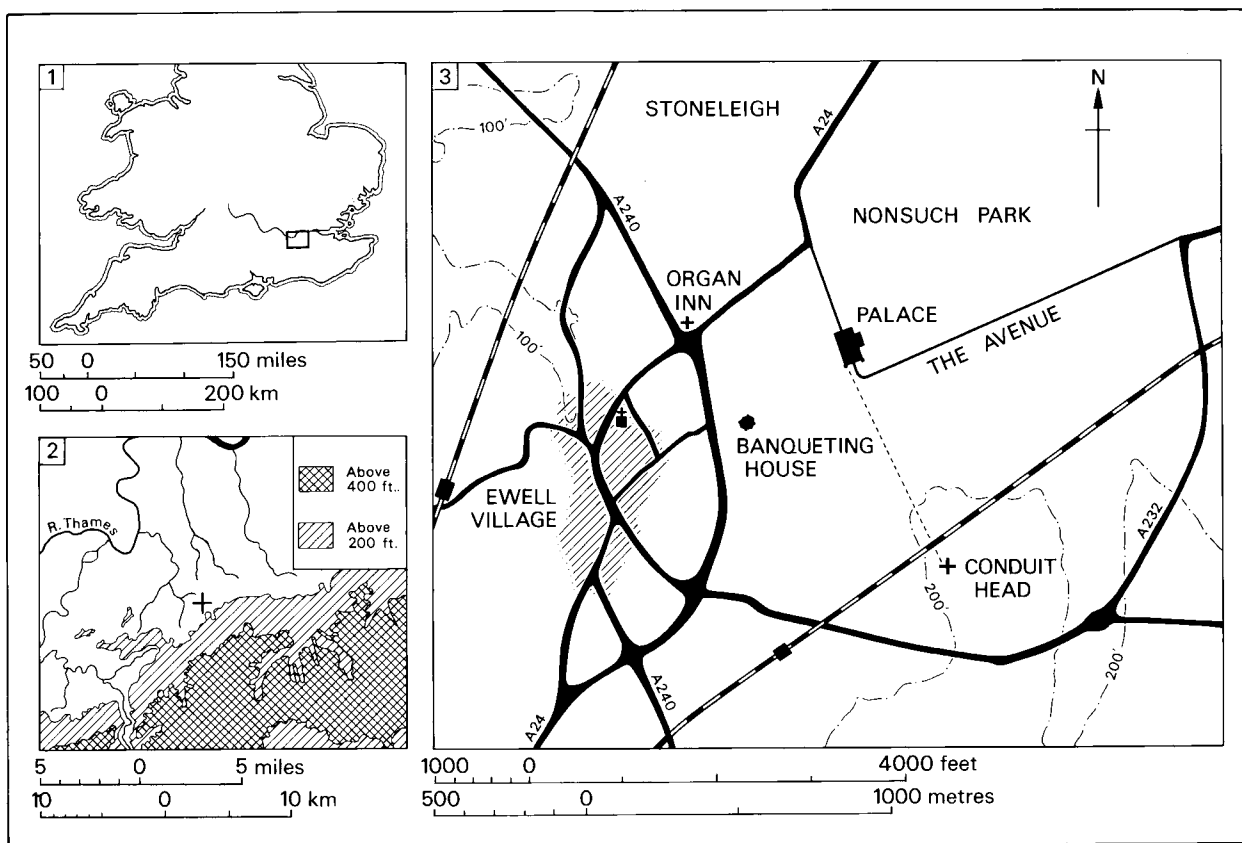 1
50 0 150 miles
100 0 200 km
2
R. Thames
Above
400 ft..
Above
200 ft.
5 0 5 miles
10 0 10 km
3
N
STONELEIGH
100'
A24
A240
NONSUCH PARK
ORGAN
INN
100'
PALACE
THE AVENUE
BANQUETING
HOUSE
EWELL
VILLAGE
A232
CONDUIT
HEAD
200'
200'
A240
A24
1000 0 4000 feet
500 0 1000 metres